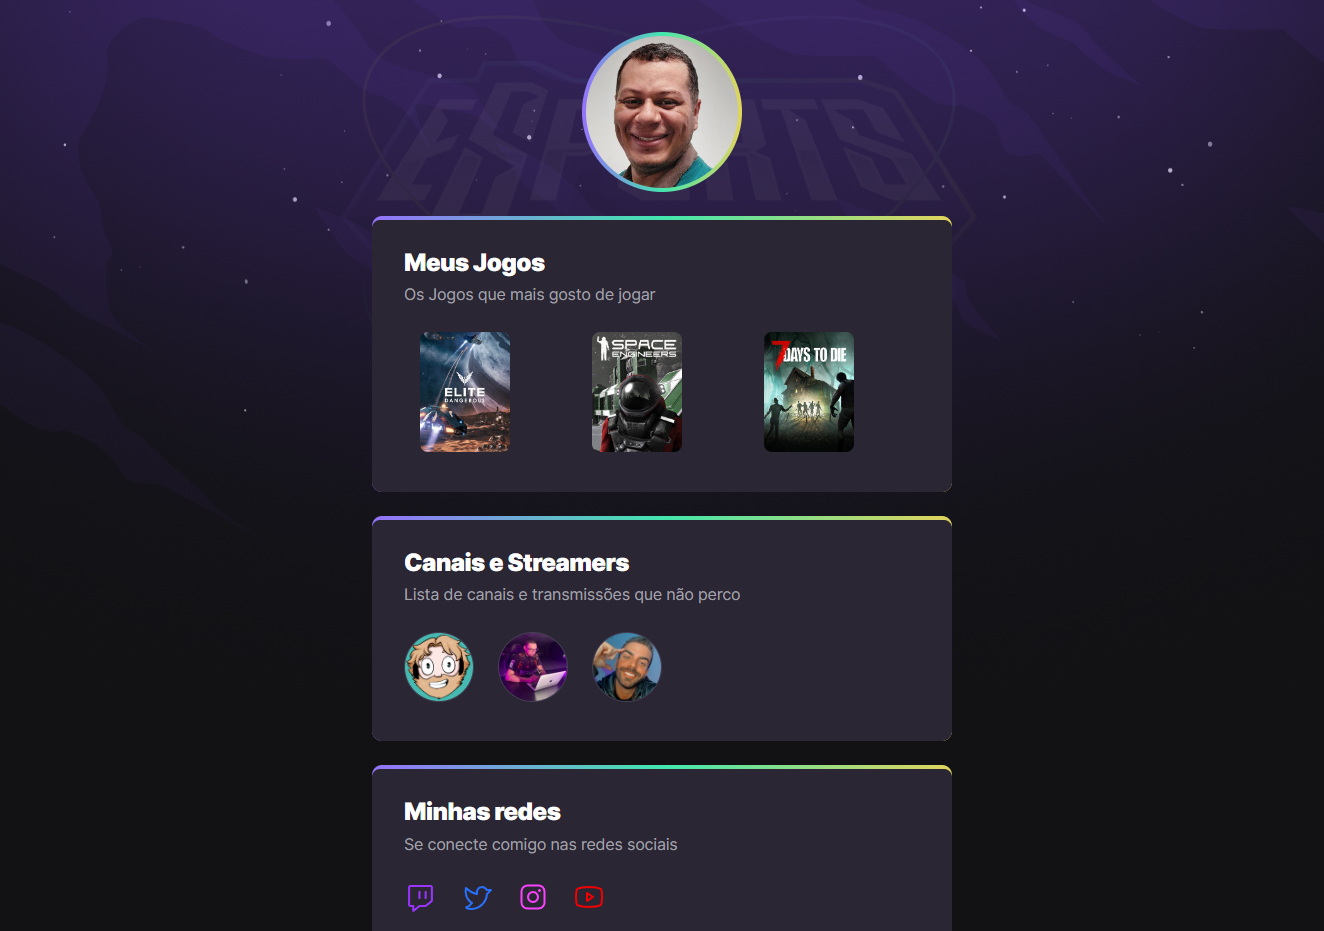 ESPORTS
Meus Jogos
Os Jogos que mais gosto de jogar
ELITE
DANGEROUS
SPACE
ENGINEERS
7 DAYS TO DIE
Canais e Streamers
Lista de canais e transmissões que não perco
Minhas redes
Se conecte comigo nas redes sociais